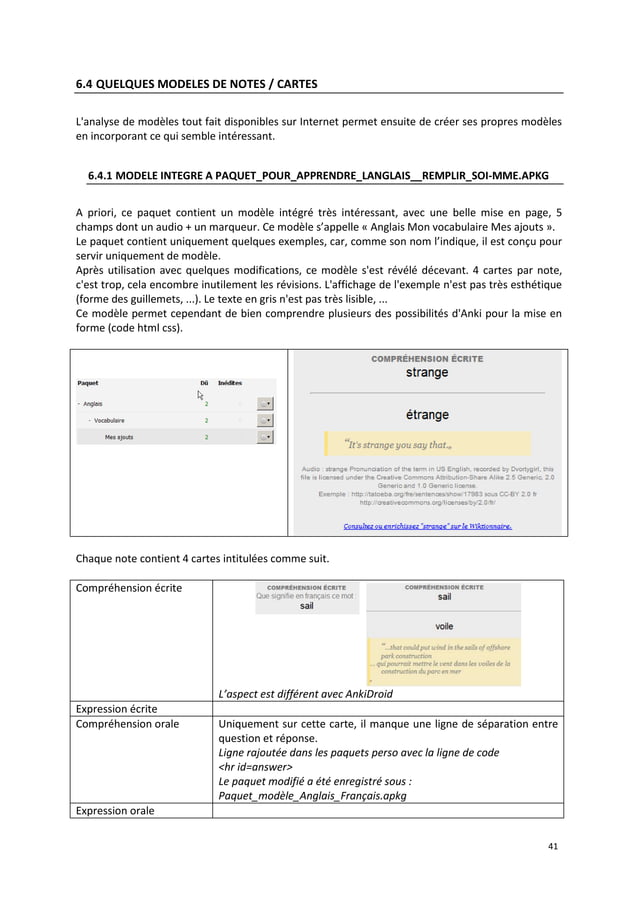 6.4 QUELQUES MODELES DE NOTES / CARTES
L'analyse de modèles tout fait disponibles sur Internet permet ensuite de créer ses propres modèles
en incorporant ce qui semble intéressant.
6.4.1 MODELE INTEGRE A PAQUET_POUR_APPRENDRE_LANGLAIS__REMPLIR_SOI-MME.APKG
A priori, ce paquet contient un modèle intégré très intéressant, avec une belle mise en page, 5
champs dont un audio + un marqueur. Ce modèle s’appelle « Anglais Mon vocabulaire Mes ajouts ».
Le paquet contient uniquement quelques exemples, car, comme son nom l’indique, il est conçu pour
servir uniquement de modèle.
Après utilisation avec quelques modifications, ce modèle s'est révélé décevant. 4 cartes par note,
c'est trop, cela encombre inutilement les révisions. L'affichage de l'exemple n'est pas très esthétique
(forme des guillemets, ...). Le texte en gris n'est pas très lisible, ...
Ce modèle permet cependant de bien comprendre plusieurs des possibilités d'Anki pour la mise en
forme (code html css).
Paquet Dû Inédites
- Anglais 2
- Vocabulaire 2
Mes ajouts 2
COMPRÉHENSION ÉCRITE
strange
étrange
“It's strange you say that.„
Audio : strange Pronunciation of the term in US English, recorded by Dvortygirl, this
file is licensed under the Creative Commons Attribution-Share Alike 2.5 Generic, 2.0
Generic and 1.0 Generic license.
Exemple : http://tatoeba.org/fre/sentences/show/17983 sous CC-BY 2.0 fr
http://creativecommons.org/licenses/by/2.0/fr/
Consultez ou enrichissez "strange" sur le Wiktionnaire.
Chaque note contient 4 cartes intitulées comme suit.
Compréhension écrite
COMPRÉHENSION ÉCRITE
Que signifie en français ce mot
sail
COMPRÉHENSION ÉCRITE
sail
voile
“...that could put wind in the sails of offshore
park construction
... qui pourrait mettre le vent dans les voiles de la
construction du parc en mer
„
L’aspect est différent avec AnkiDroid
Expression écrite
Compréhension orale
Uniquement sur cette carte, il manque une ligne de séparation entre
question et réponse.
Ligne rajoutée dans les paquets perso avec la ligne de code
<hr id=answer>
Le paquet modifié a été enregistré sous :
Paquet_modèle_Anglais_Français.apkg
Expression orale
41